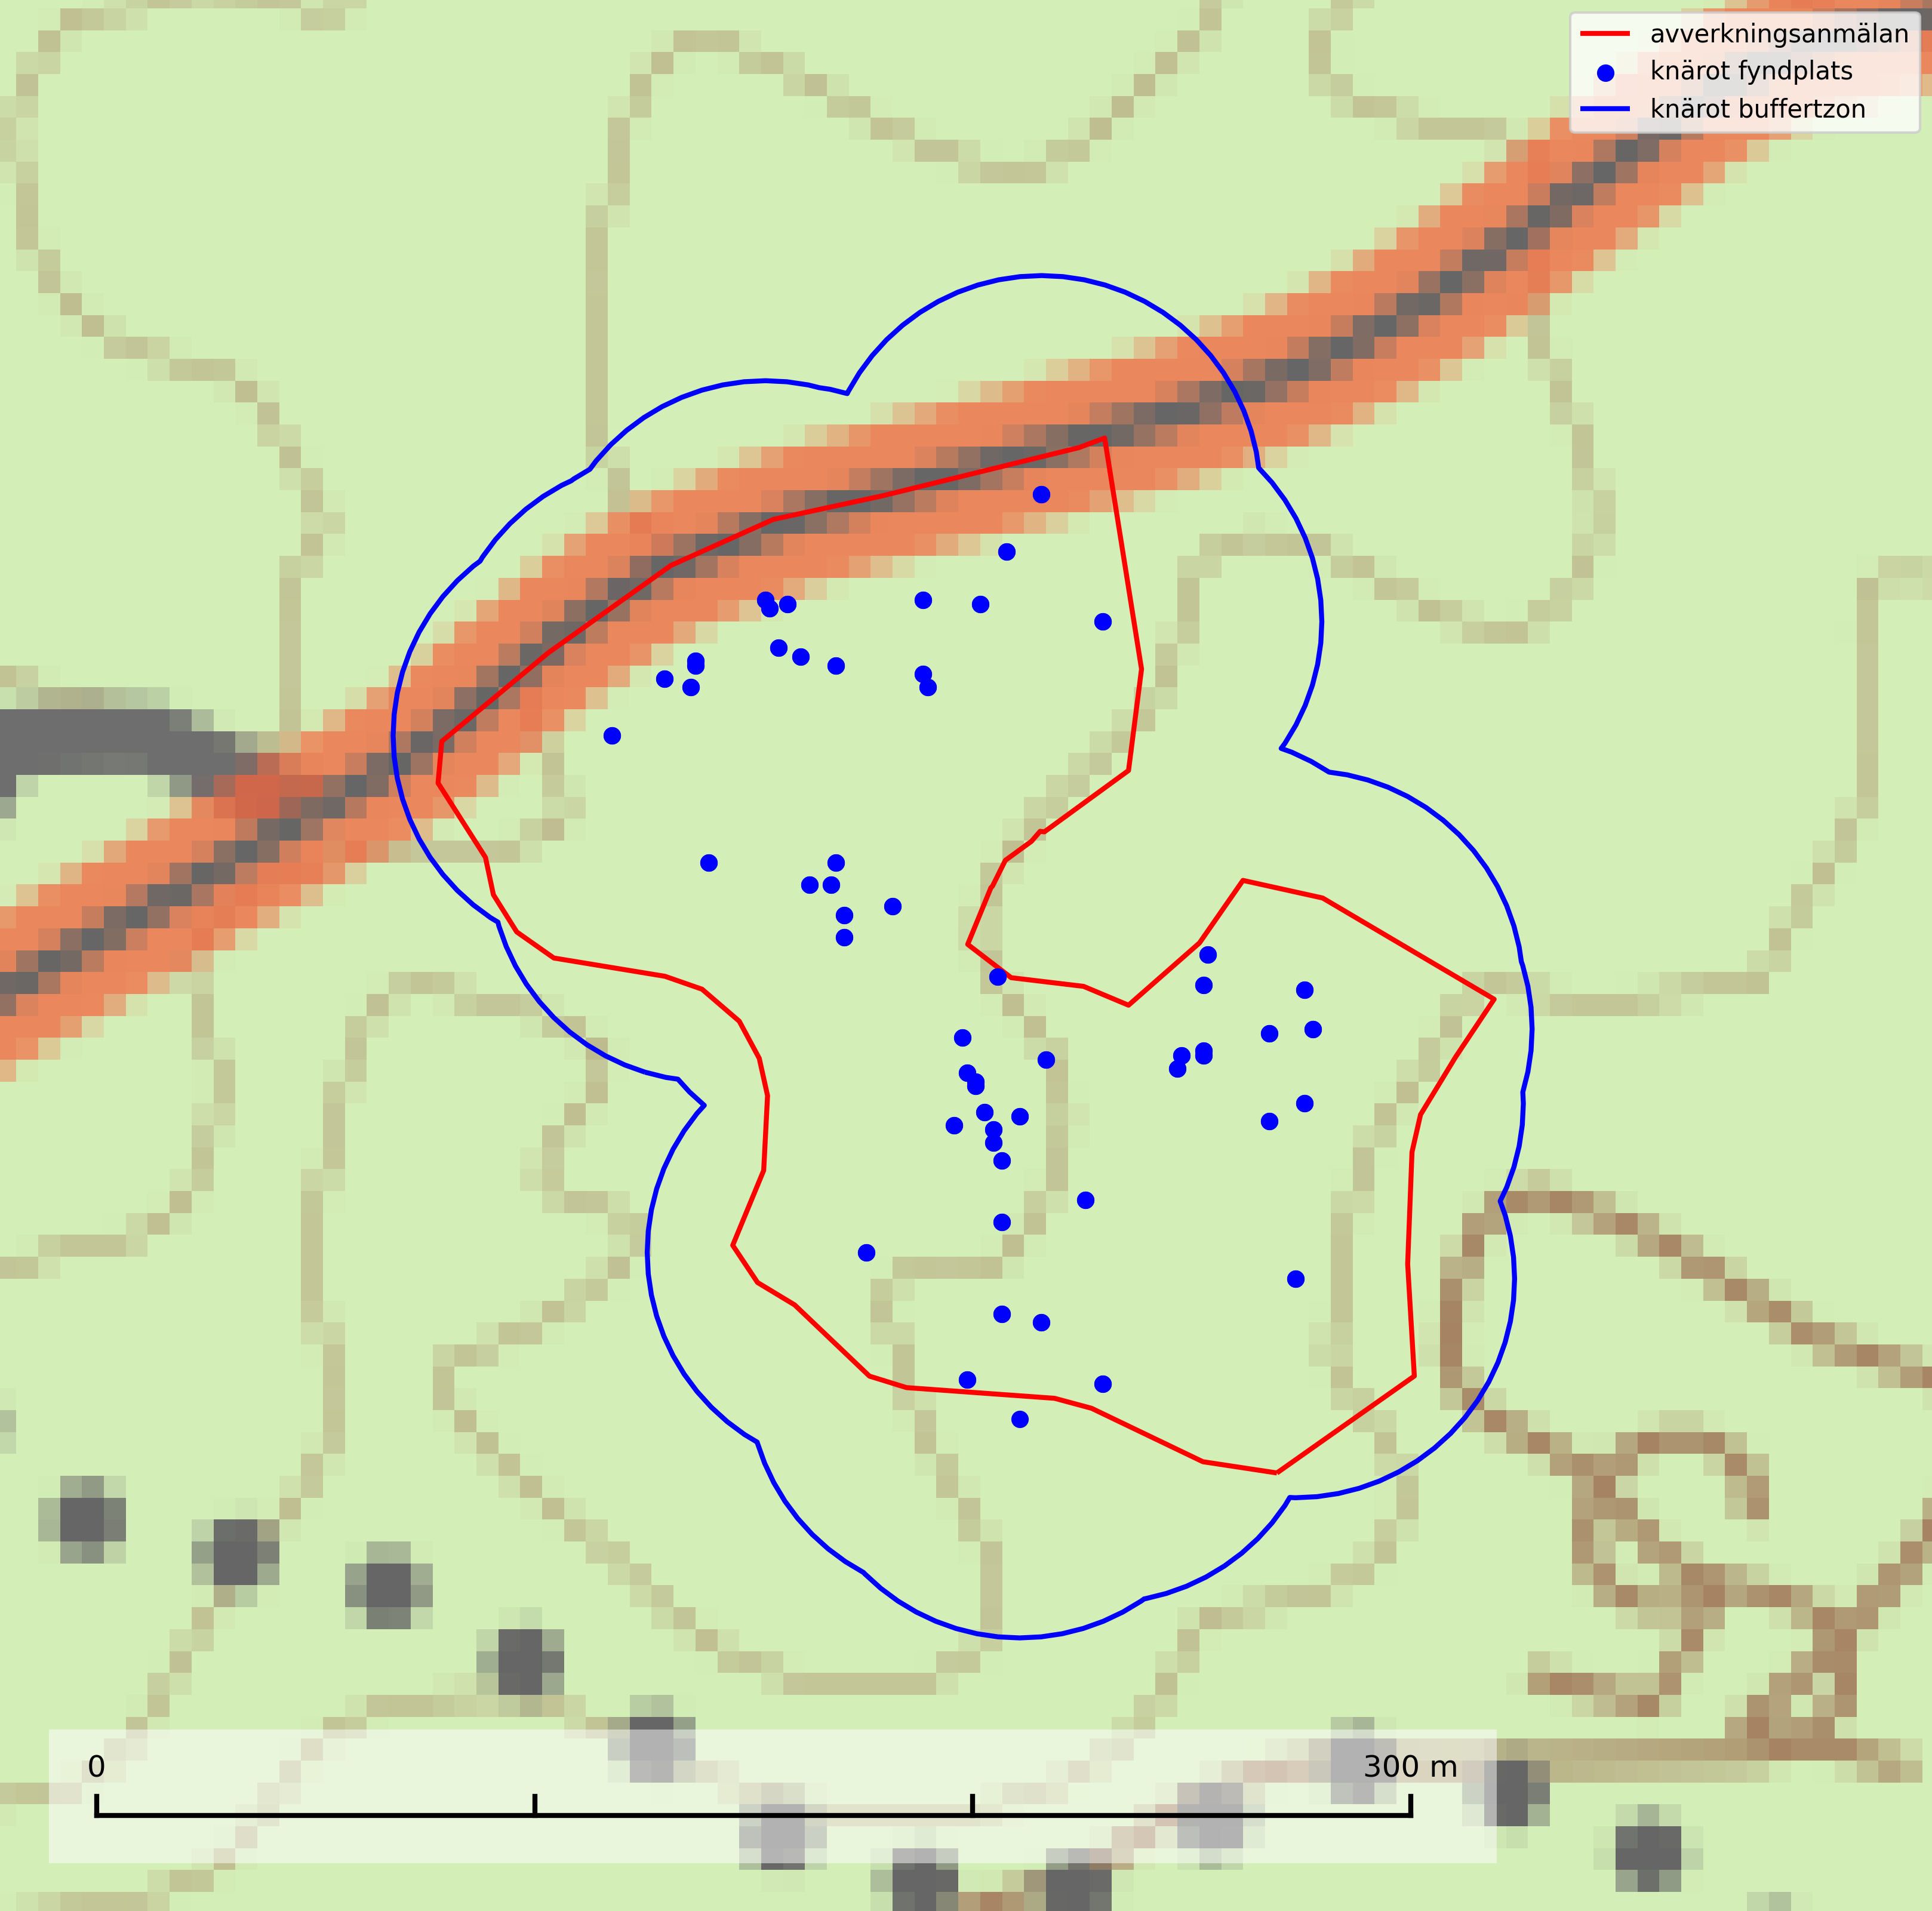 avverkningsanmälan
knärot fyndplats
knärot buffertzon
0
300 m